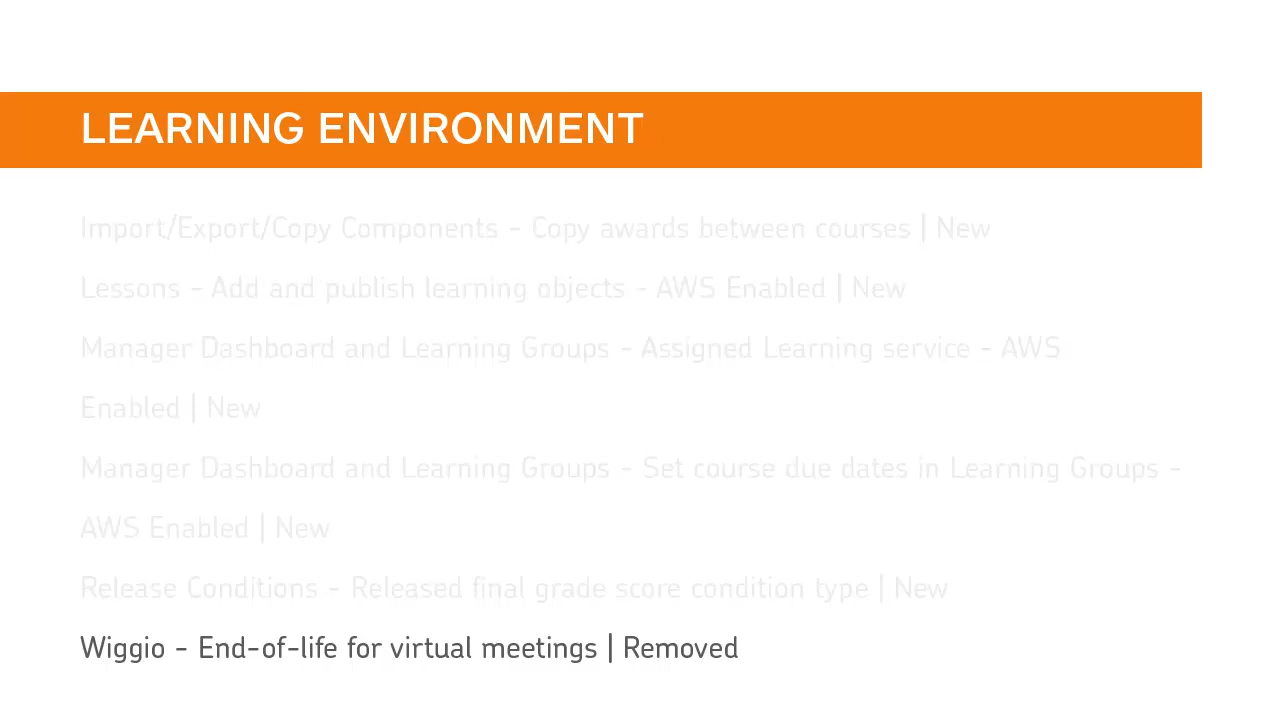 LEARNING ENVIRONMENT
Import/Export/Copy Components - Copy awards between courses | New
Lessons - Add and publish learning objects - AWS Enabled | New
Manager Dashboard and Learning Groups - Assigned Learning service - AWS
Enabled | New
Manager Dashboard and Learning Groups - Set course due dates in Learning Groups -
AWS Enabled | New
Release Conditions - Released final grade score condition type | New
Wiggio - End-of-life for virtual meetings | Removed